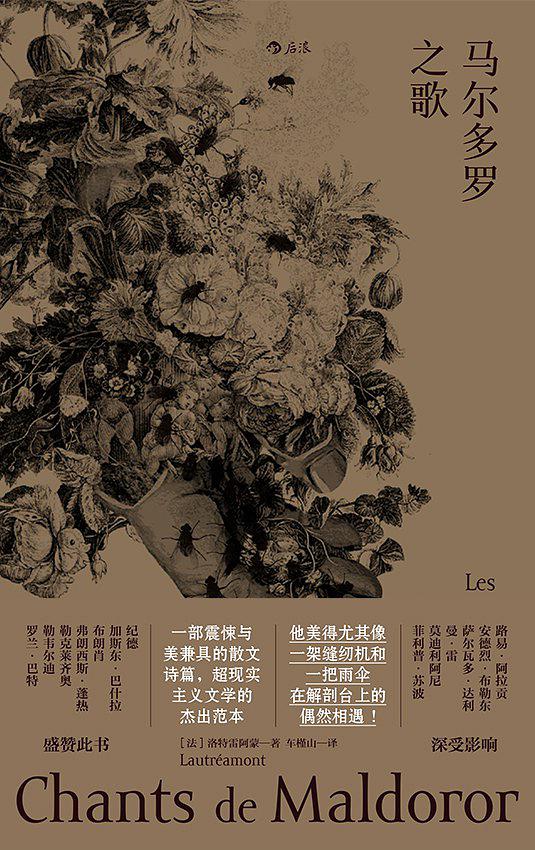 后浪
马尔多罗
之歌
Les
路易·阿拉贡
安德烈·布勒东
萨尔瓦多·达利
曼·雷
莫迪利阿尼
菲利普·苏波
深受影响
他美得尤其像
一架缝纫机和
一把雨伞
在解剖台上的
偶然相遇！
一部震悚与
美兼具的散文
诗篇，超现实
主义文学的
杰出范本
纪德
加斯东·巴什拉
布朗肖
弗朗西斯·蓬热
勒克莱齐奥
勒韦尔迪
罗兰·巴特
盛赞此书
［法］洛特雷阿蒙—著 车槿山—译
Lautréamont
Chants de Maldoror